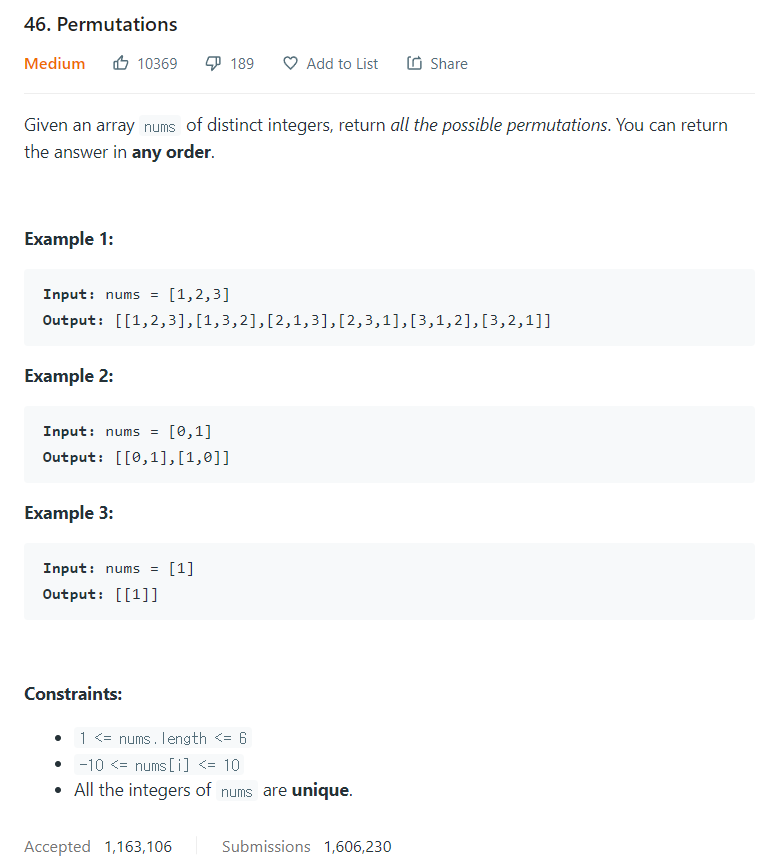 46. Permutations
Medium 10369 189 Add to List Share
Given an array nums of distinct integers, return all the possible permutations. You can return
the answer in any order.
Example 1:
Input: nums = [1,2,3]
Output: [[1,2,3],[1,3,2],[2,1,3],[2,3,1],[3,1,2],[3,2,1]]
Example 2:
Input: nums = [0,1]
Output: [[0,1],[1,0]]
Example 3:
Input: nums = [1]
Output: [[1]]
Constraints:
• 1 <= nums.length <= 6
• -10 <= nums[i] <= 10
• All the integers of nums are unique.
Accepted 1,163,106 Submissions 1,606,230